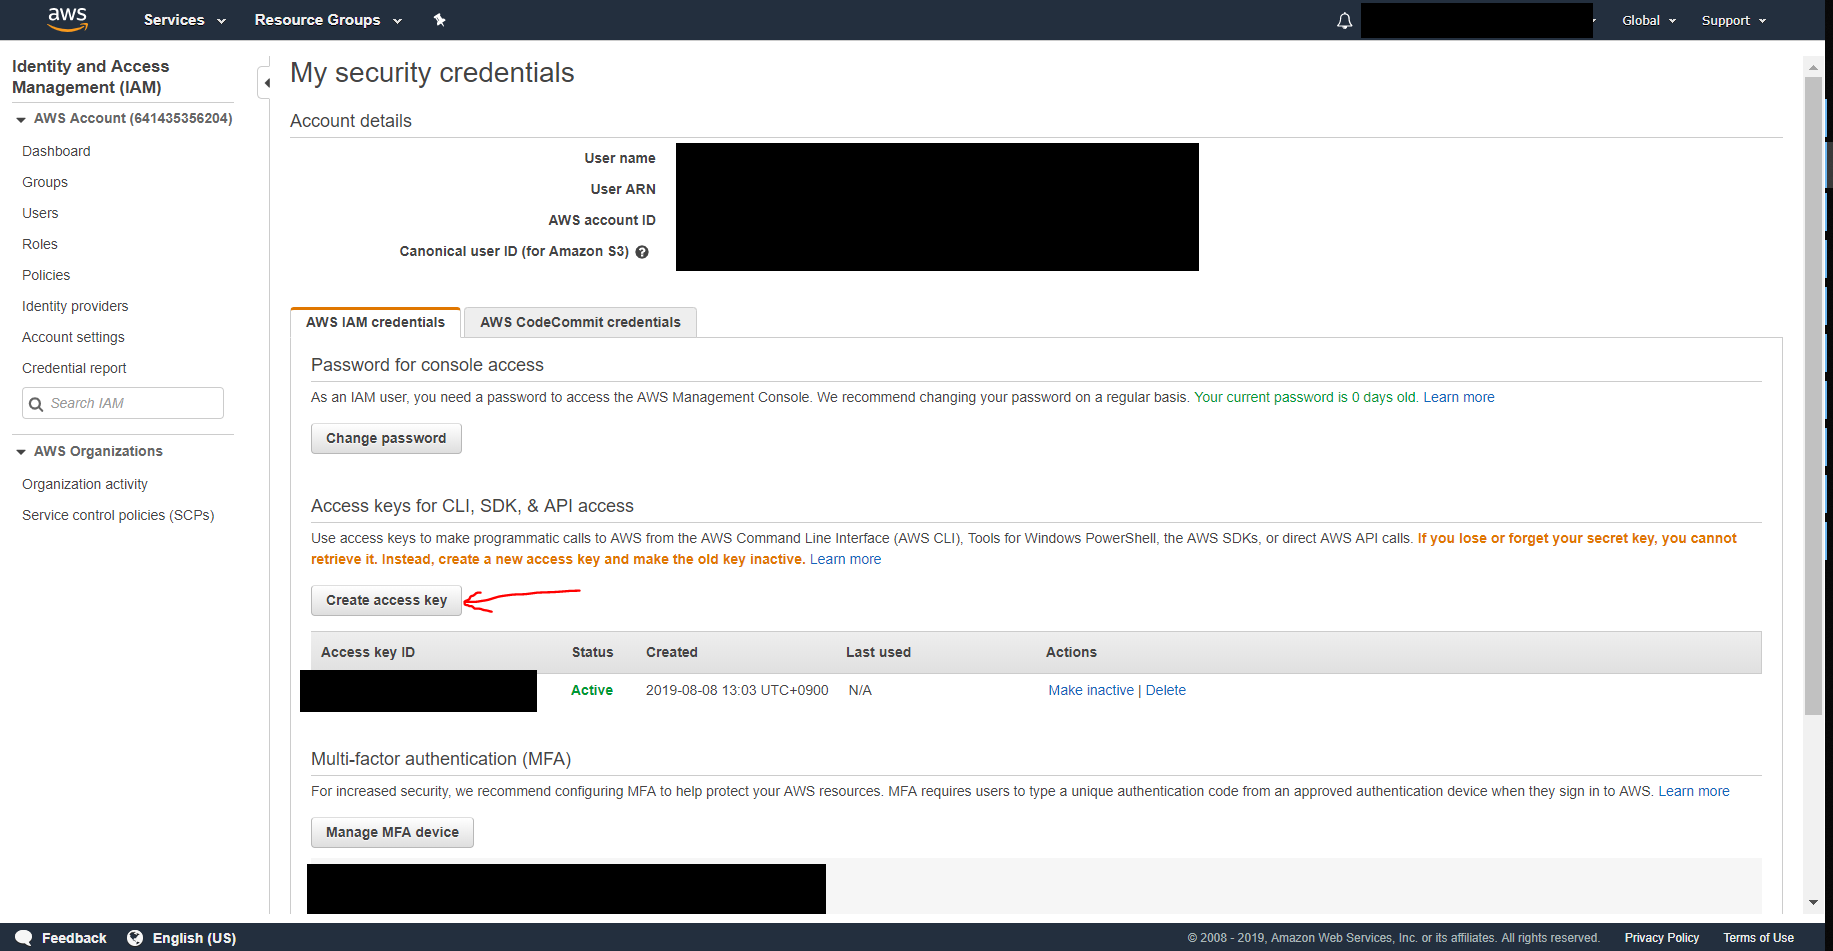 aws Services Resource Groups Global Support
Identity and Access
Management (IAM)
AWS Account (641435356204)
Dashboard
Groups
Users
Roles
Policies
Identity providers
Account settings
Credential report
Search IAM
AWS Organizations
Organization activity
Service control policies (SCPs)
My security credentials
Account details
User name
User ARN
AWS account ID
Canonical user ID (for Amazon S3) ?
AWS IAM credentials AWS CodeCommit credentials
Password for console access
As an IAM user, you need a password to access the AWS Management Console. We recommend changing your password on a regular basis. Your current password is 0 days old. Learn more
Change password
Access keys for CLI, SDK, & API access
Use access keys to make programmatic calls to AWS from the AWS Command Line Interface (AWS CLI), Tools for Windows PowerShell, the AWS SDKs, or direct AWS API calls. If you lose or forget your secret key, you cannot
retrieve it. Instead, create a new access key and make the old key inactive. Learn more
Create access key
Access key ID Status Created Last used Actions
Active 2019-08-08 13:03 UTC+0900 N/A Make inactive | Delete
Multi-factor authentication (MFA)
For increased security, we recommend configuring MFA to help protect your AWS resources. MFA requires users to type a unique authentication code from an approved authentication device when they sign in to AWS. Learn more
Manage MFA device
Feedback English (US) © 2008 - 2019, Amazon Web Services, Inc. or its affiliates. All rights reserved. Privacy Policy Terms of Use